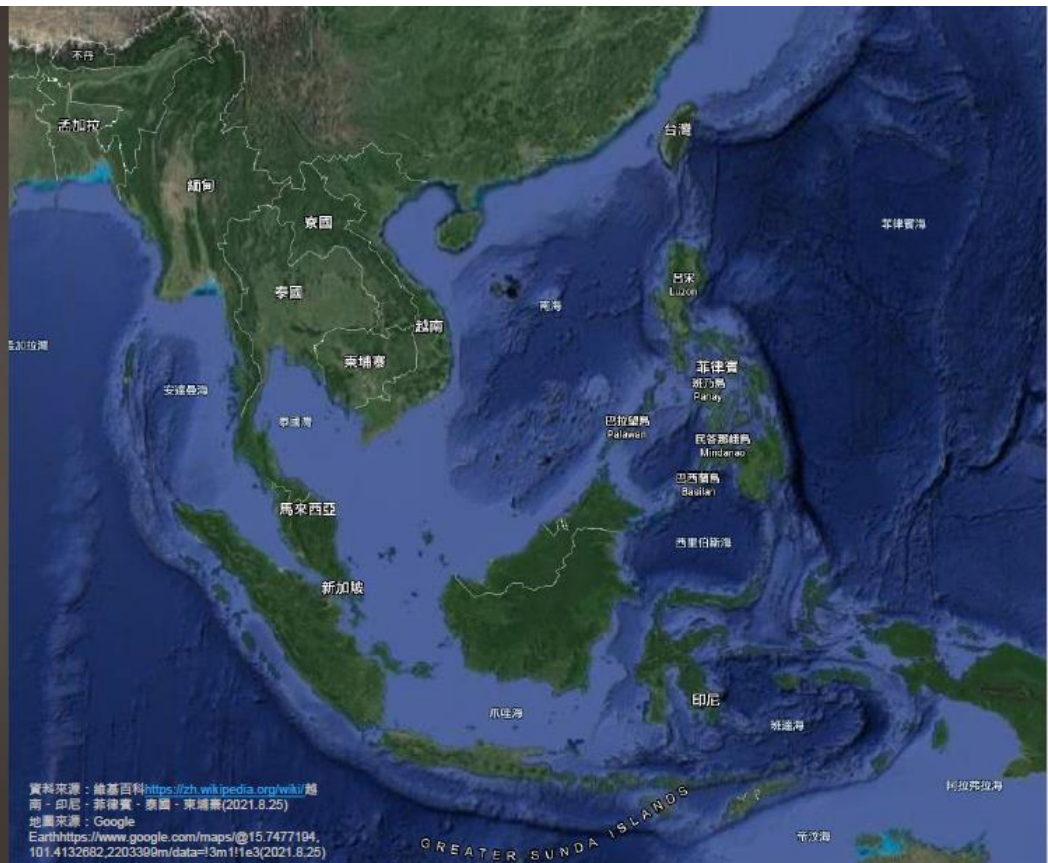 不丹
孟加拉
台灣
緬甸
寮國
菲律賓海
呂宋
Luzon
泰國
南海
越南
孟加拉灣
柬埔寨
菲律賓
安達曼海
班乃島
Panay
泰國灣
巴拉望島
Palawan
民答那峨島
Mindanao
巴西蘭島
Basilan
馬來西亞
西里伯斯海
新加坡
印尼
爪哇海
班達海
資料來源：維基百科https://zh.wikipedia.org/wiki/越
南、印尼、菲律賓、泰國、柬埔寨(2021.8.25)
地圖來源：Google
Earthhttps://www.google.com/maps/@15.7477194,
101.4132682,2203399m/data=!3m1!1e3(2021.8.25)
阿拉弗拉海
帝汶海
GREATER SUNDA ISLANDS